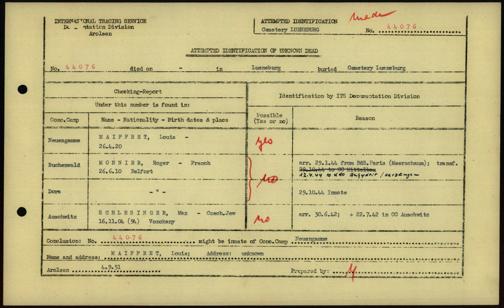 INTERNATIONAL TRACING SERVICE
Documentation Division
Arolsen
ATTEMPTED IDENTIFICATION
Cemetery LUENEBURG No. 44076
ATTEMPTED IDENTIFICATION OF UNKNOWN DEAD
No. 44076 died on - in Lueneburg buried Cemetery Lueneburg
Checking-Report
Under this number is found in:
Possible (Yes or no)
Identification by ITS Documentation Division
Conc.Camp Name - Nationality - Birth dates & place Reason
Neuengamme MAIFFRET, Louis - yes
26.4.20
Buchenwald MONNIER, Roger - French
26.6.10 Belfort
no
arr. 29.1.44 from BdS.Paris (Meerschaum); transf.
Dora - " - 29.10.44 Inmate
Auschwitz SCHLESINGER, Max - Czech.Jew no arr. 30.6.42; + 22.7.42 in CC Auschwitz
16.11.04 (94)
Conclusion: No. 44076 might be inmate of Conc.Camp Neuengamme
Name and address: MAIFFRET, Louis; Address: unknown
Arolsen 4.9.51 Prepared by: